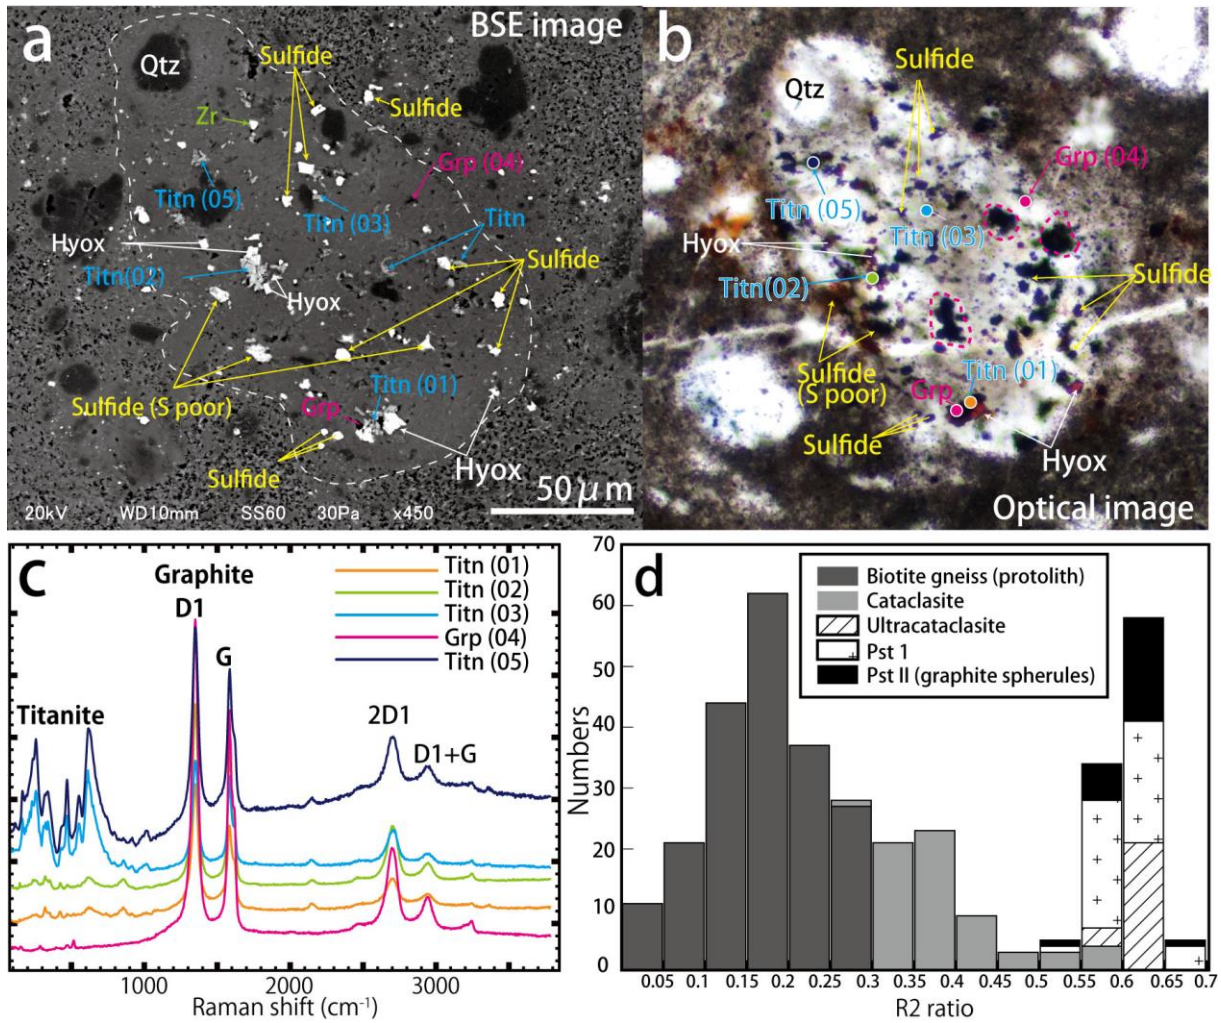 a
BSE image
Qtz
Sulfide
Sulfide
Zr
Grp (04)
Titn (05)
Titn (03)
Titn
Hyox
Titn(02)
Sulfide
Hyox
Titn (01)
Sulfide (S poor)
Grp
Sulfide
Hyox
50 μm
20kV WD10mm SS60 30Pa x450
b
Sulfide
Qtz
Grp (04)
Titn (05)
Titn (03)
Hyox
Titn(02)
Sulfide
Titn (01)
Sulfide
(S poor)
Grp
Sulfide
Hyox
Optical image
c
Graphite
D1
G
Titanite
2D1
D1+G
Titn (01)
Titn (02)
Titn (03)
Grp (04)
Titn (05)
1000 2000 3000
Raman shift (cm⁻¹)
d
Biotite gneiss (protolith)
Cataclasite
Ultracataclasite
Pst 1
Pst II (graphite spherules)
Numbers
70
60
50
40
30
20
10
0
0.05 0.1 0.15 0.2 0.25 0.3 0.35 0.4 0.45 0.5 0.55 0.6 0.65 0.7
R2 ratio